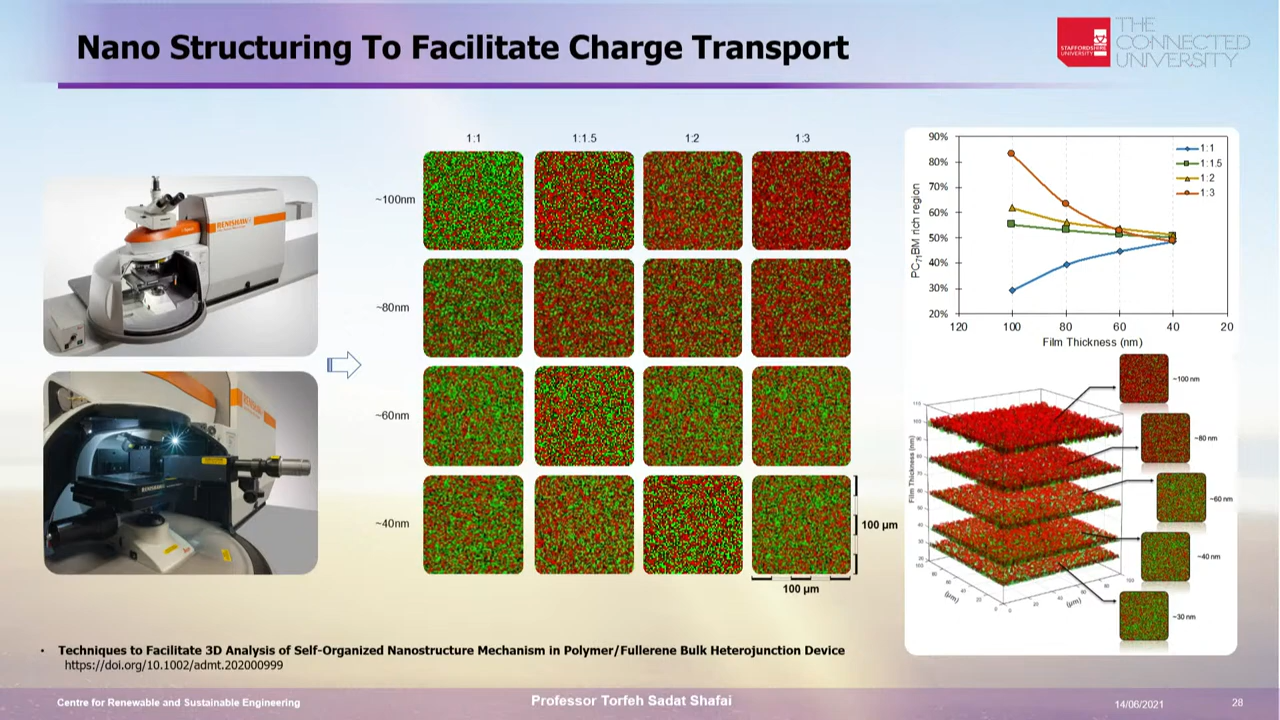 Nano Structuring To Facilitate Charge Transport
STAFFORDSHIRE
UNIVERSITY
THE
CONNECTED
UNIVERSITY
RENISHAW
1:1
1:1.5
1:2
1:3
~100nm
~80nm
~60nm
~40nm
100 µm
100 µm
90%
80%
70%
60%
50%
40%
30%
20%
PC71BM rich region
120
100
80
60
40
20
Film Thickness (nm)
1:1
1:1.5
1:2
1:3
~100 nm
~80 nm
~60 nm
~40 nm
~30 nm
Film Thickness (nm)
(µm)
(µm)
• Techniques to Facilitate 3D Analysis of Self-Organized Nanostructure Mechanism in Polymer/Fullerene Bulk Heterojunction Device
https://doi.org/10.1002/admt.202000999
Centre for Renewable and Sustainable Engineering
Professor Torfeh Sadat Shafai
14/06/2021
28